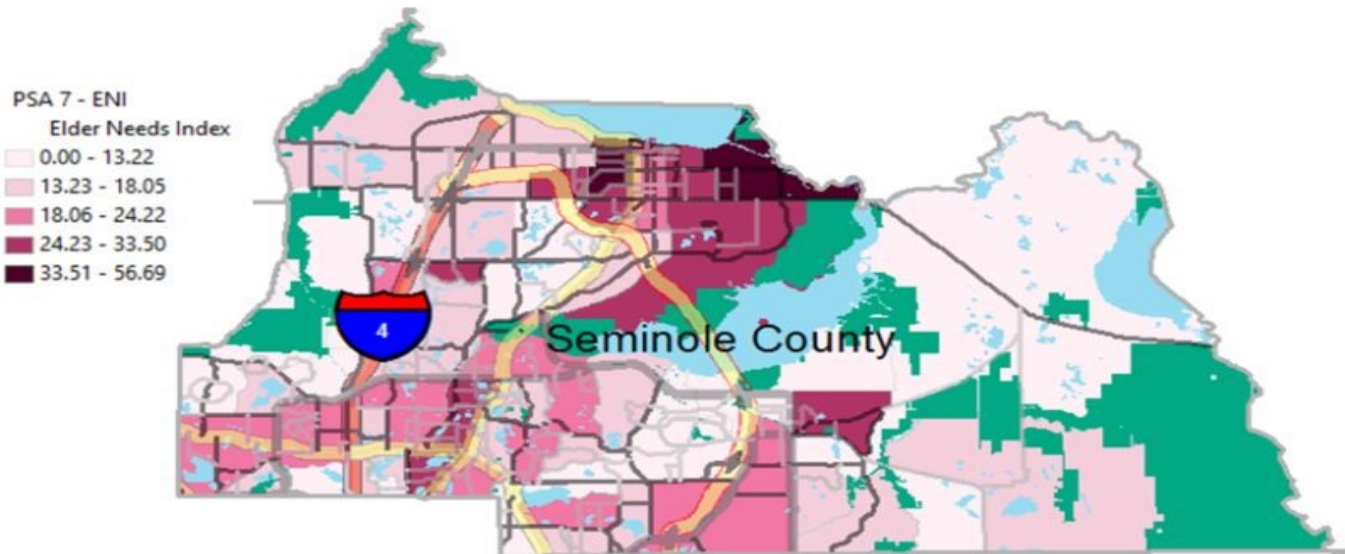 PSA 7 - ENI
Elder Needs Index
0.00 - 13.22
13.23 - 18.05
18.06 - 24.22
24.23 - 33.50
33.51 - 56.69
4
Seminole County